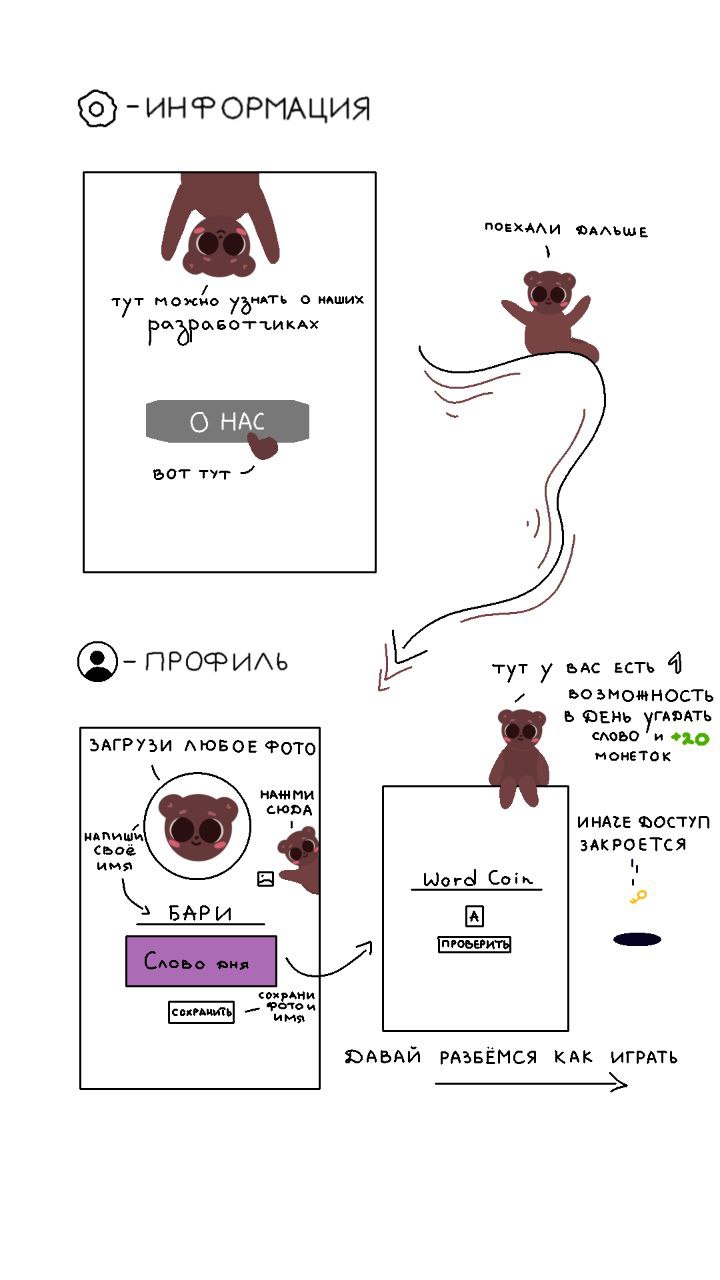 - ИНФОРМАЦИЯ
ТУТ МОЖНО УЗНАТЬ О НАШИХ
разработчиках
О НАС
ВОТ ТУТ
ПОЕХАЛИ ДАЛЬШЕ
- ПРОФИЛЬ
ЗАГРУЗИ ЛЮБОЕ ФОТО
НАЖМИ
СЮДА
НАПИШИ
СВОЁ
ИМЯ
БАРИ
Слово дня
СОХРАНИТЬ
СОХРАНИ
ФОТО И
ИМЯ
ТУТ У ВАС ЕСТЬ 1
ВОЗМОЖНОСТЬ
В ДЕНЬ УГАДАТЬ
СЛОВО И +20
МОНЕТОК
Word Coin
А
ПРОВЕРИТЬ
ИНАЧЕ ДОСТУП
ЗАКРОЕТСЯ
ДАВАЙ РАЗБЁМСЯ КАК ИГРАТЬ